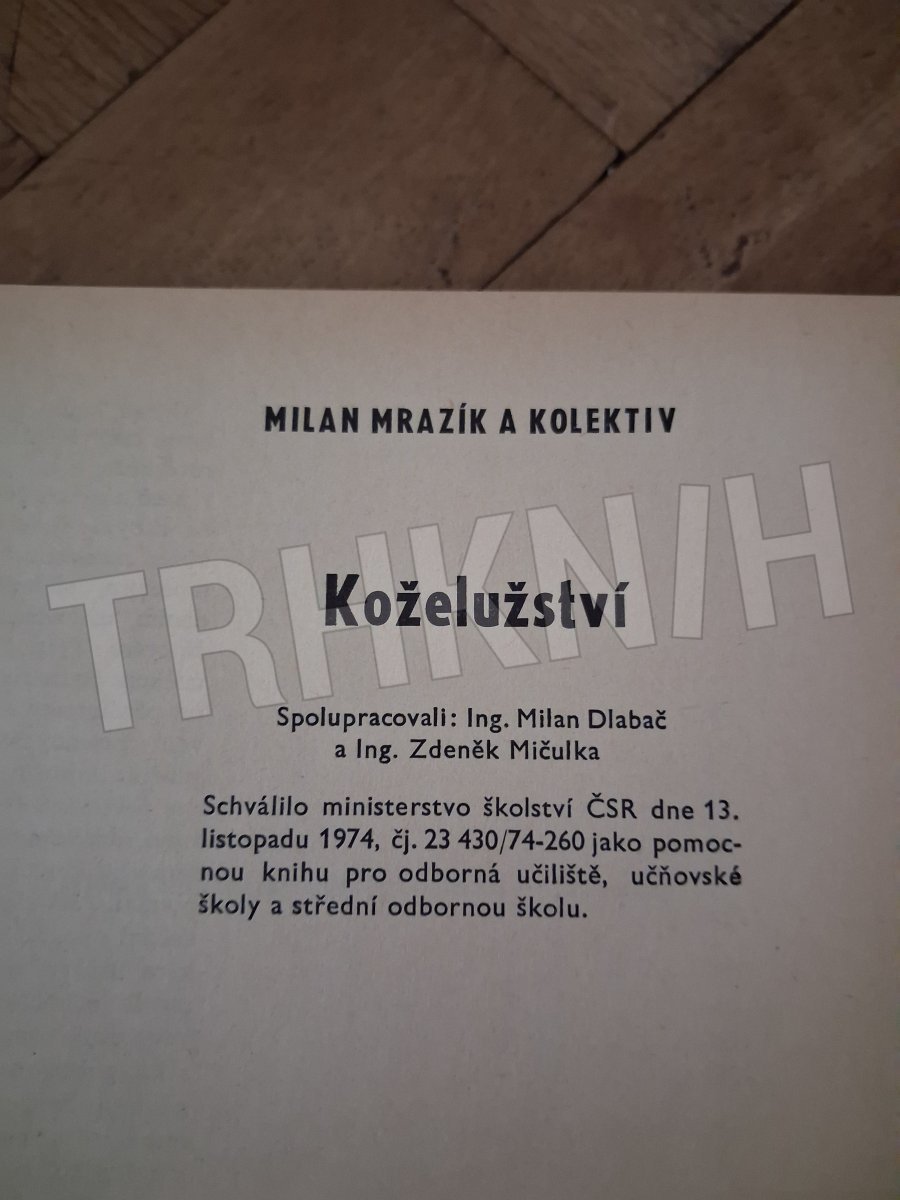 MILAN MRAZÍK A KOLEKTIV
TRHKNIH
Koželužství
Spolupracovali: Ing. Milan Dlabač
a Ing. Zdeněk Mičulka
Schválilo ministerstvo školství ČSR dne 13.
listopadu 1974, čj. 23 430/74-260 jako pomoc-
nou knihu pro odborná učiliště, učňovské
školy a střední odbornou školu.